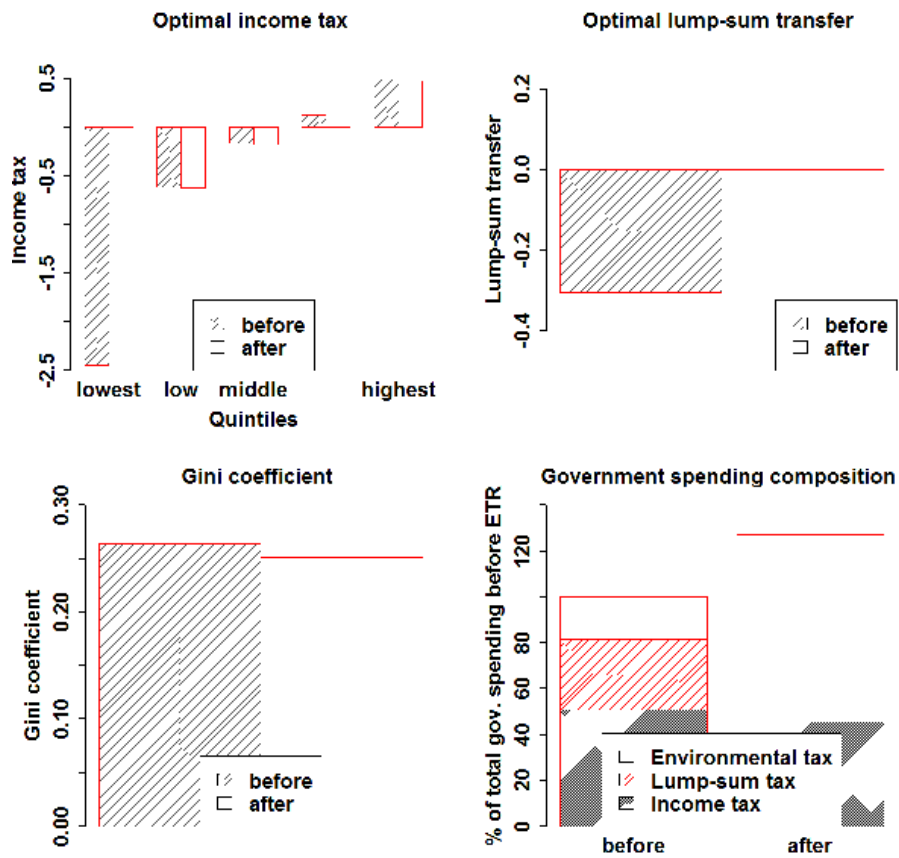 Optimal income tax
Income tax
0.5
-0.5
-1.5
-2.5
before
after
lowest low middle highest
Quintiles
Optimal lump-sum transfer
Lump-sum transfer
0.2
0.0
-0.2
-0.4
before
after
Gini coefficient
Gini coefficient
0.30
0.20
0.10
0.00
before
after
Government spending composition
% of total gov. spending before ETR
120
80
60
40
20
0
Environmental tax
Lump-sum tax
Income tax
before after